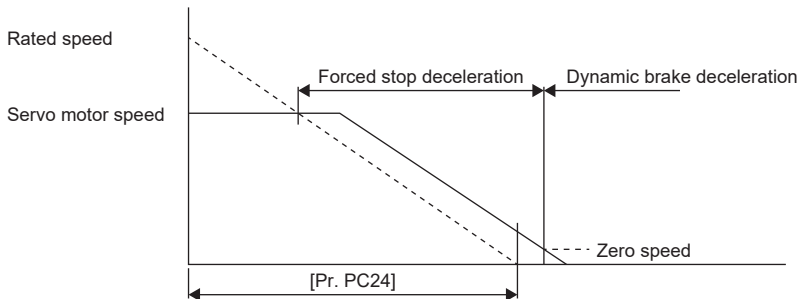 Rated speed
Forced stop deceleration
Dynamic brake deceleration
Servo motor speed
Zero speed
[Pr. PC24]